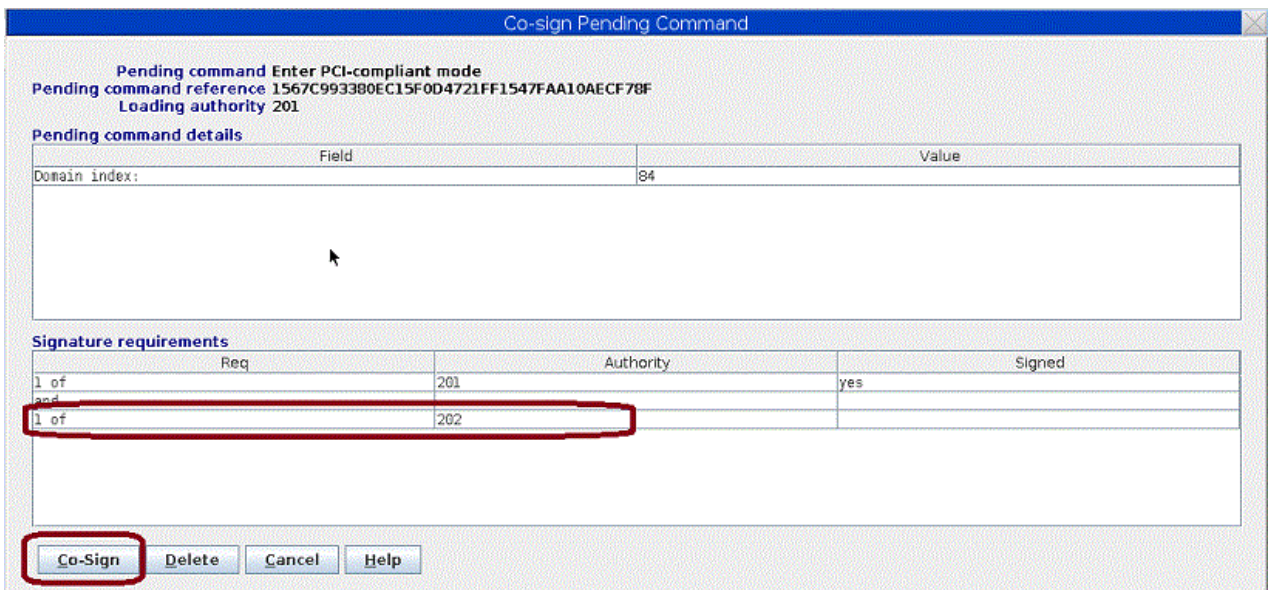 Co-sign Pending Command
Pending command Enter PCI-compliant mode
Pending command reference 1567C993380EC15F0D4721FF1547FAA10AECF78F
Loading authority 201
Pending command details
Field Value
Domain index: 84
Signature requirements
Req Authority Signed
1 of 201 yes
and
1 of 202
Co-Sign Delete Cancel Help